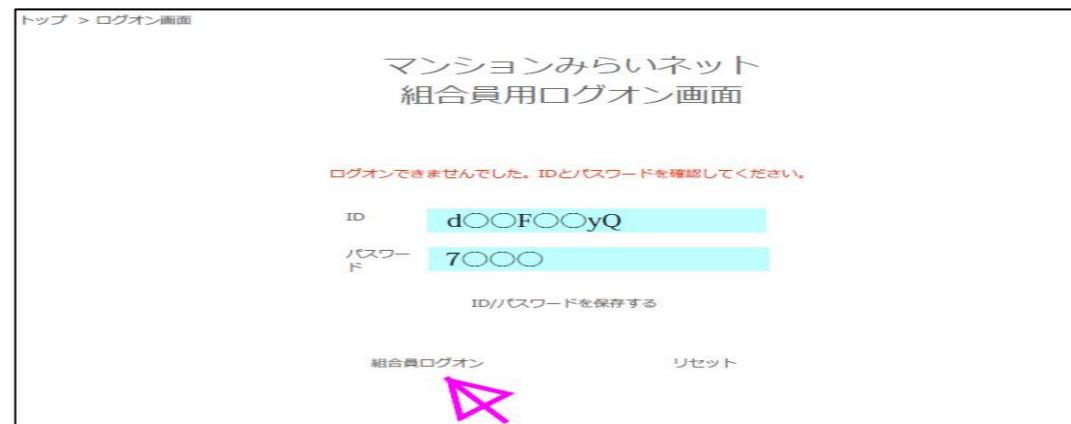 トップ > ログオン画面
マンションみらいネット
組合員用ログオン画面
ログオンできませんでした。IDとパスワードを確認してください。
ID
d○○F○○yQ
パスワー
ド
7○○○
ID/パスワードを保存する
組合員ログオン
リセット